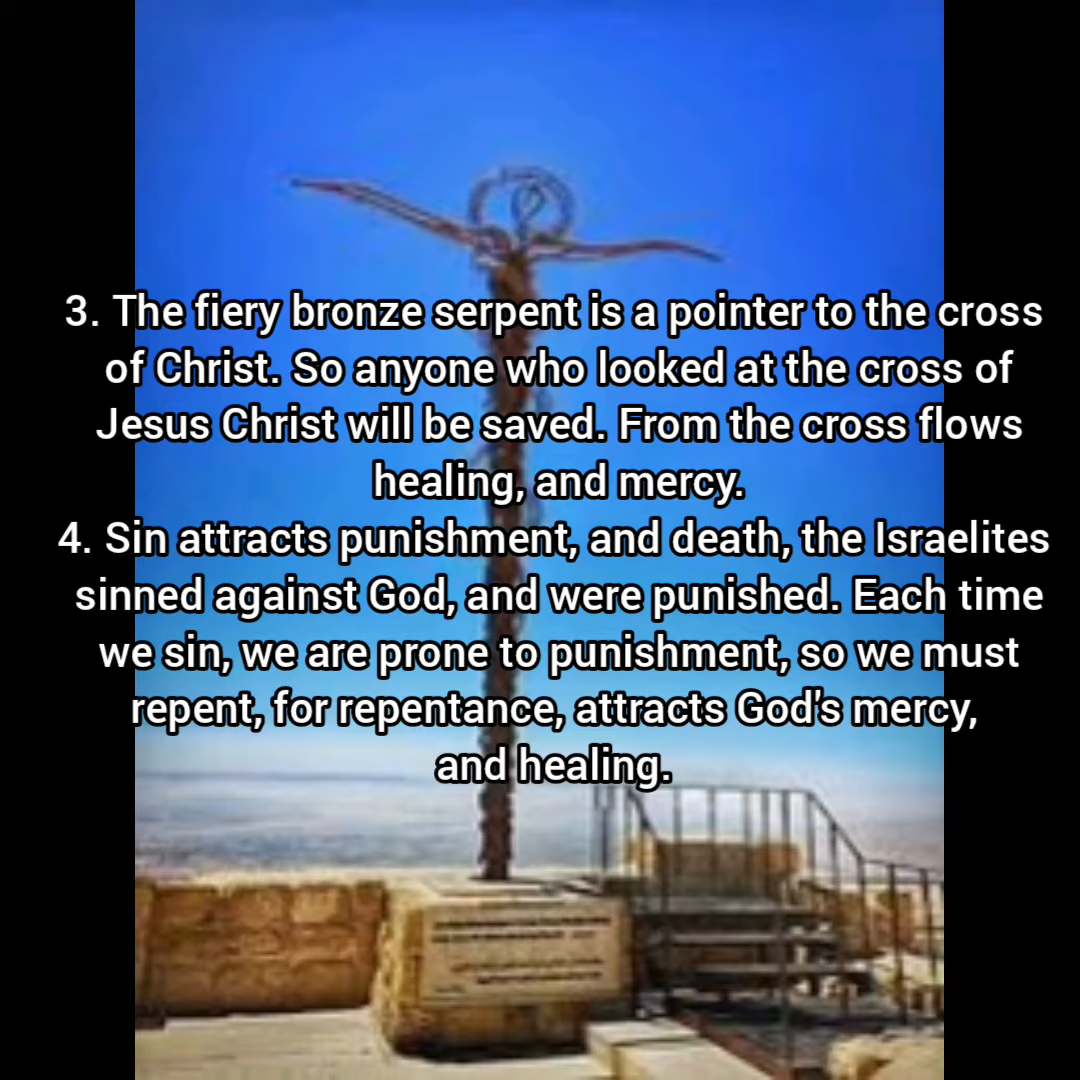 3. The fiery bronze serpent is a pointer to the cross
of Christ. So anyone who looked at the cross of
Jesus Christ will be saved. From the cross flows
healing, and mercy.
4. Sin attracts punishment, and death, the Israelites
sinned against God, and were punished. Each time
we sin, we are prone to punishment, so we must
repent, for repentance, attracts God's mercy,
and healing.